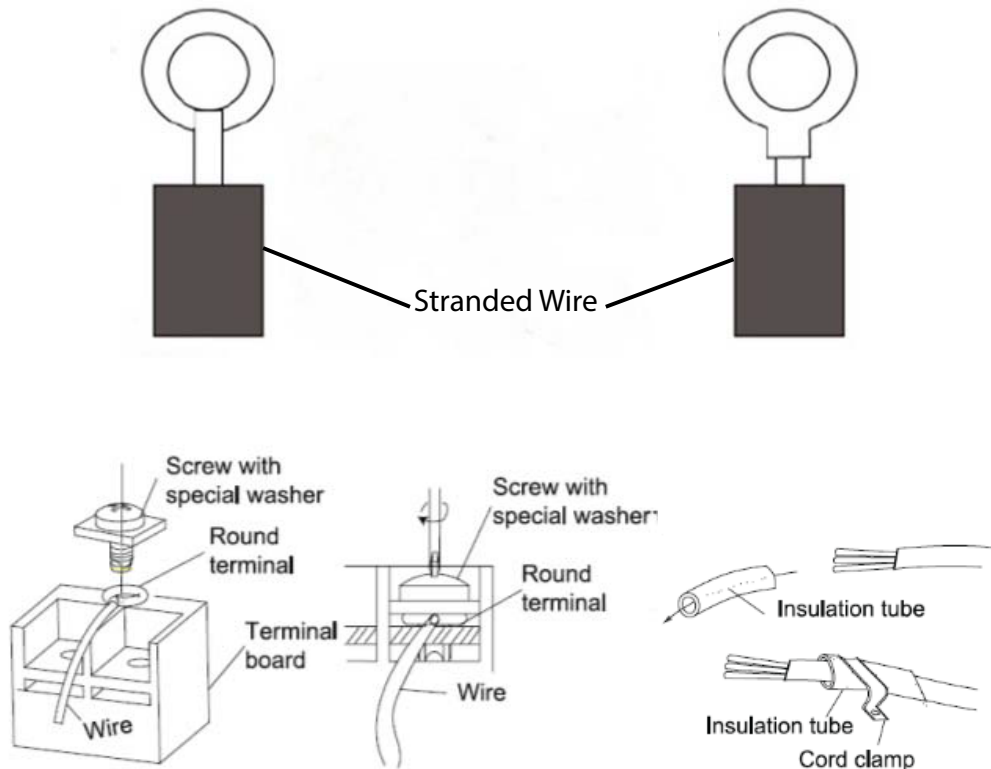 Stranded Wire
Screw with
special washer
Round
terminal
Terminal
board
Wire
Screw with
special washer
Round
terminal
Wire
Insulation tube
Insulation tube
Cord clamp